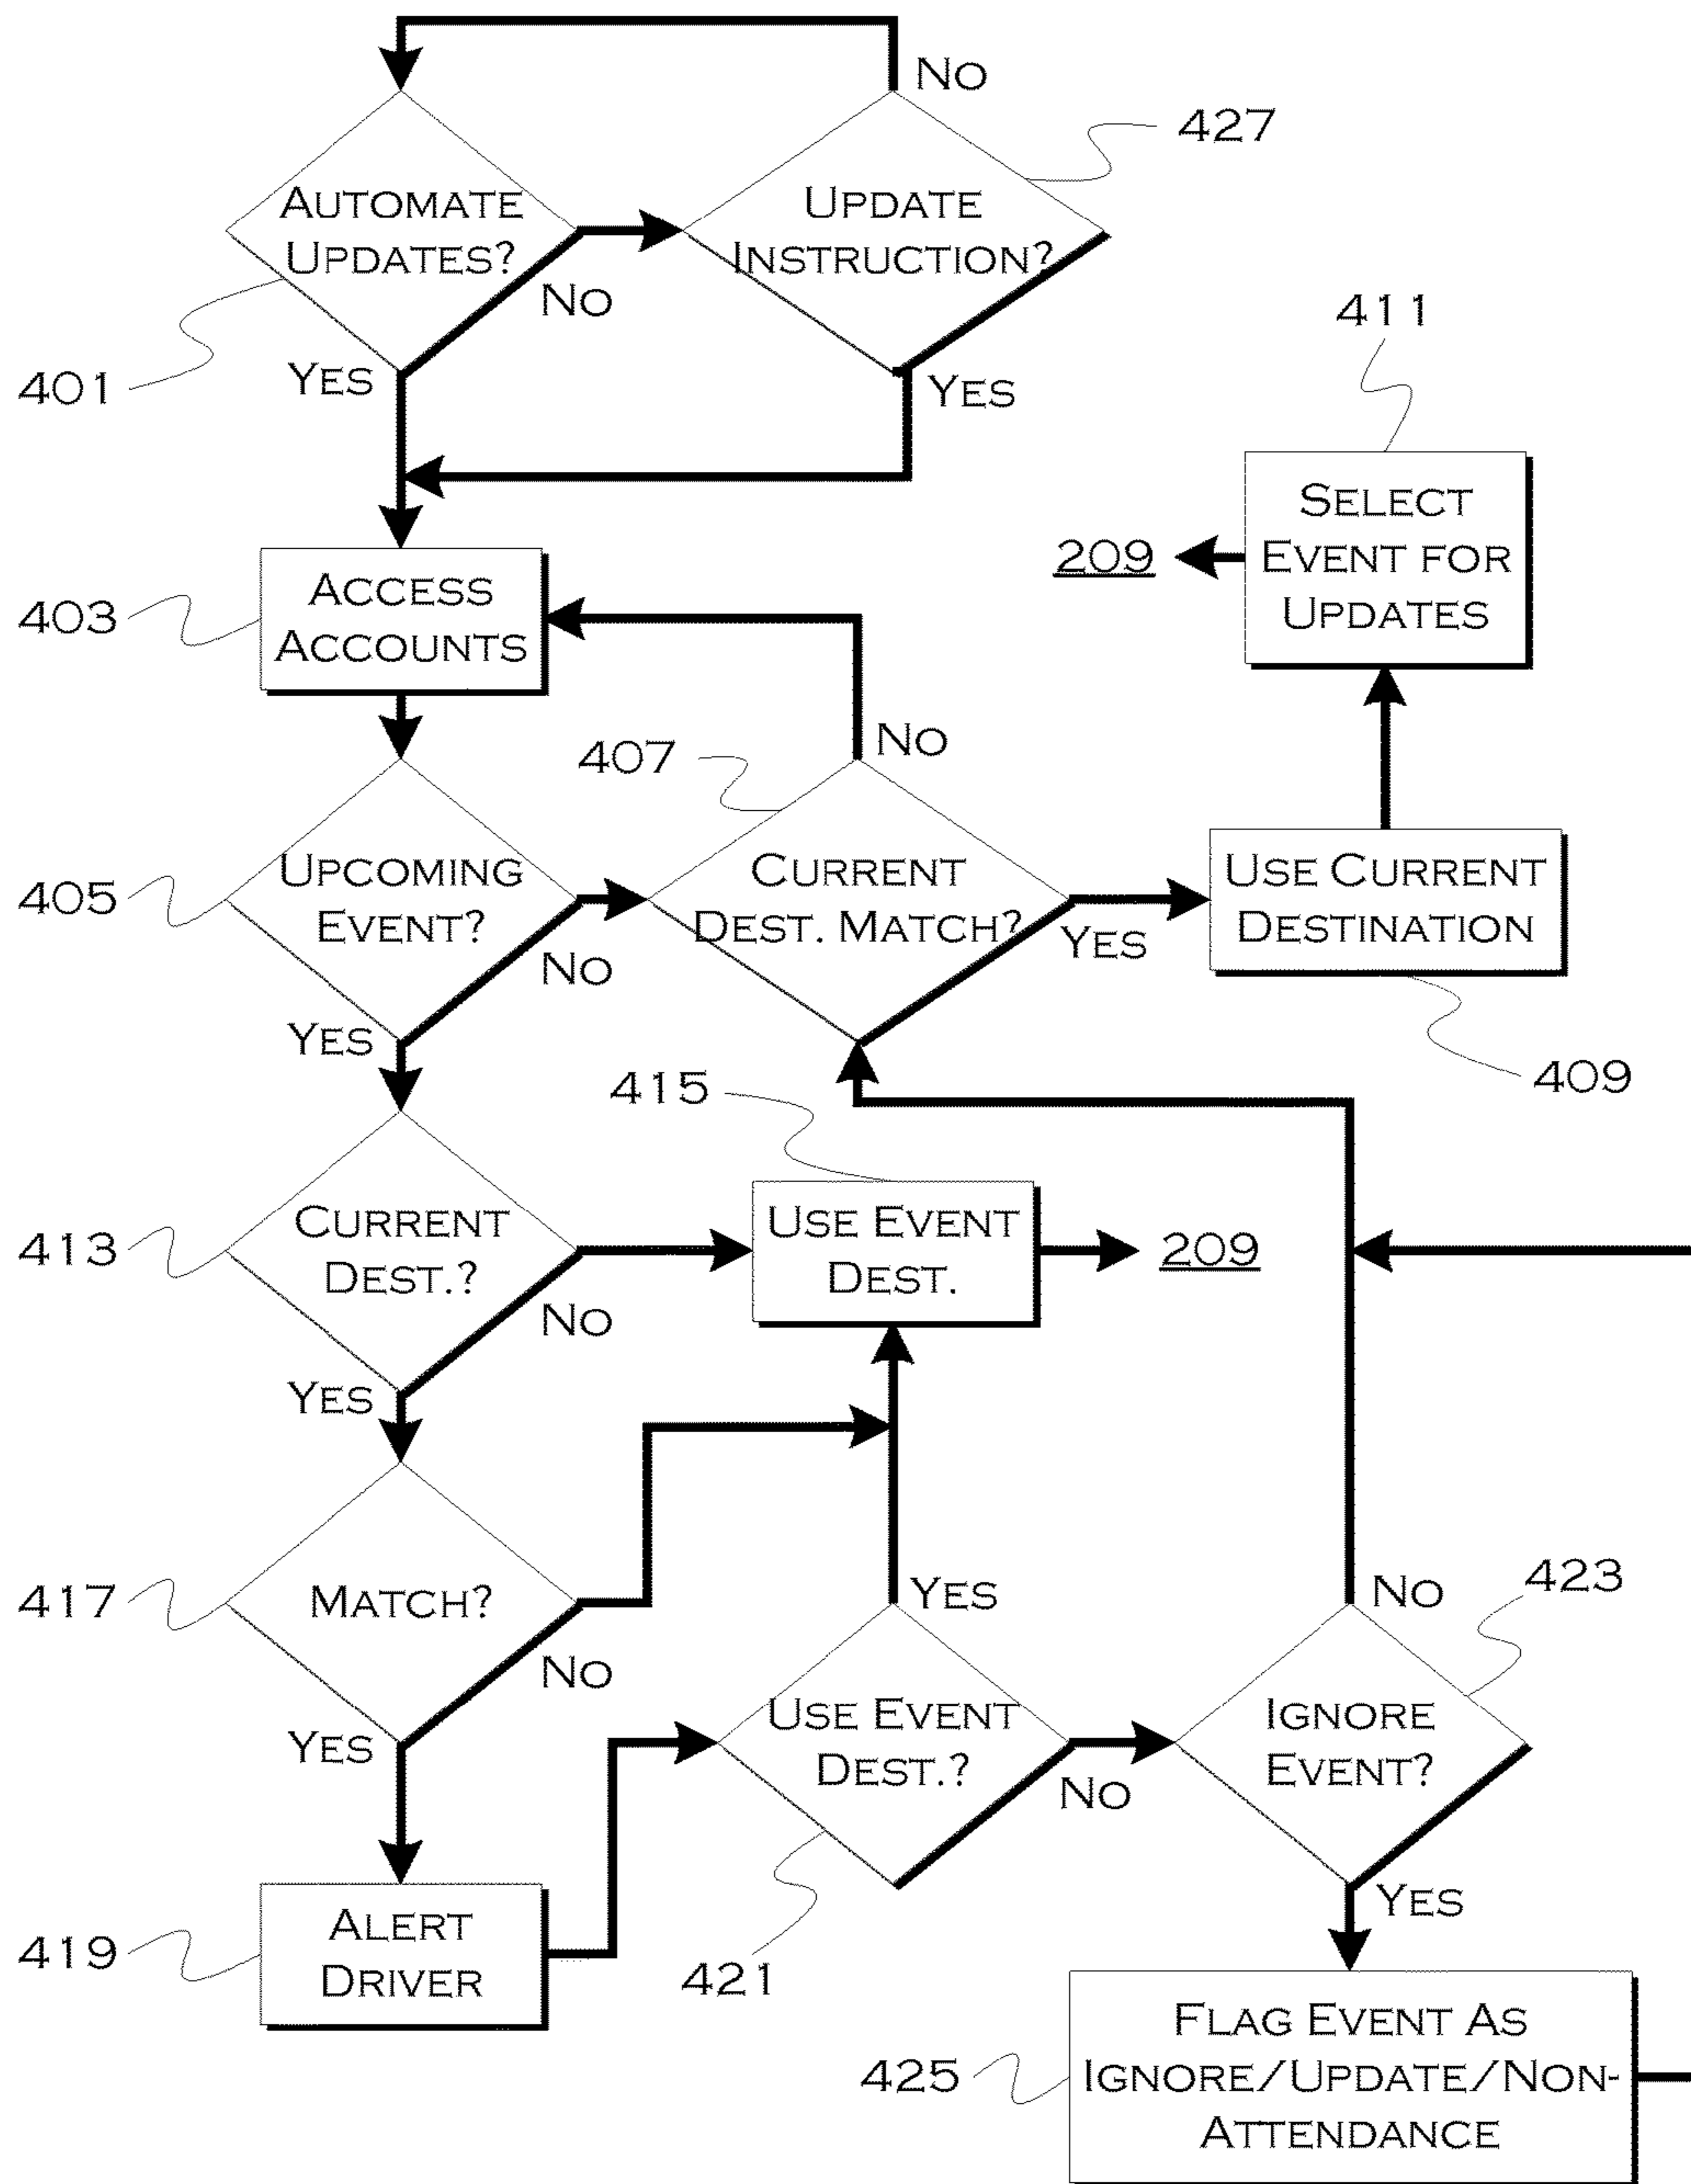 NO
427
AUTOMATE
UPDATES?
UPDATE
INSTRUCTION?
NO
411
401
YES
YES
SELECT
EVENT FOR
UPDATES
209
403
ACCESS
ACCOUNTS
407
NO
405
UPCOMING
EVENT?
CURRENT
DEST. MATCH?
USE CURRENT
DESTINATION
YES
NO
YES
409
415
413
CURRENT
DEST.?
USE EVENT
DEST.
209
NO
YES
417
MATCH?
YES
NO
423
NO
YES
USE EVENT
DEST.?
IGNORE
EVENT?
NO
YES
419
ALERT
DRIVER
421
425
FLAG EVENT AS
IGNORE/UPDATE/NON-
ATTENDANCE